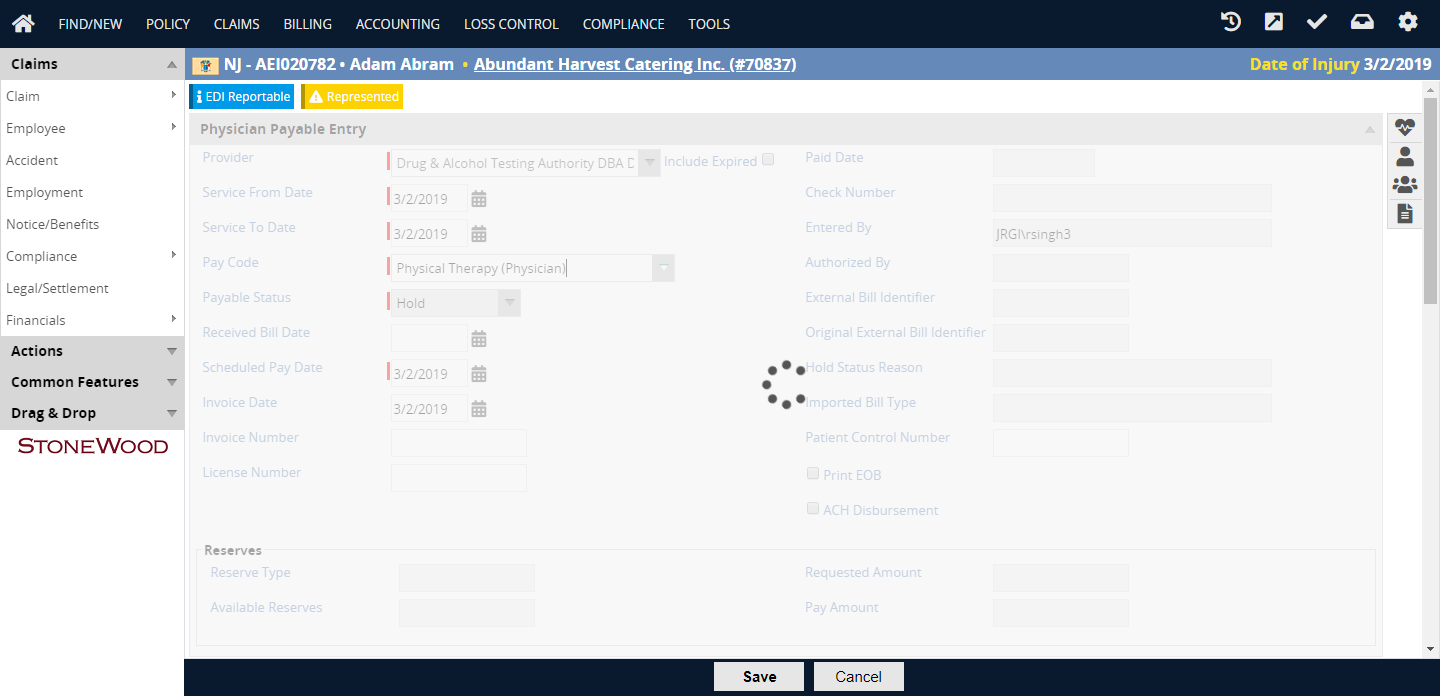 FIND/NEW POLICY CLAIMS BILLING ACCOUNTING LOSS CONTROL COMPLIANCE TOOLS
Claims
NJ - AEI020782 • Adam Abram • Abundant Harvest Catering Inc. (#70837) Date of Injury 3/2/2019
Claim
Employee
Accident
Employment
Notice/Benefits
Compliance
Legal/Settlement
Financials
Actions
Common Features
Drag & Drop
STONEWOOD
EDI Reportable Represented
Physician Payable Entry
Provider Drug & Alcohol Testing Authority DBA D Include Expired
Service From Date 3/2/2019
Service To Date 3/2/2019
Pay Code Physical Therapy (Physician)
Payable Status Hold
Received Bill Date
Scheduled Pay Date 3/2/2019
Invoice Date 3/2/2019
Invoice Number
License Number
Paid Date
Check Number
Entered By JRGI\rsingh3
Authorized By
External Bill Identifier
Original External Bill Identifier
Hold Status Reason
Imported Bill Type
Patient Control Number
Print EOB
ACH Disbursement
Reserves
Reserve Type
Available Reserves
Requested Amount
Pay Amount
Save Cancel